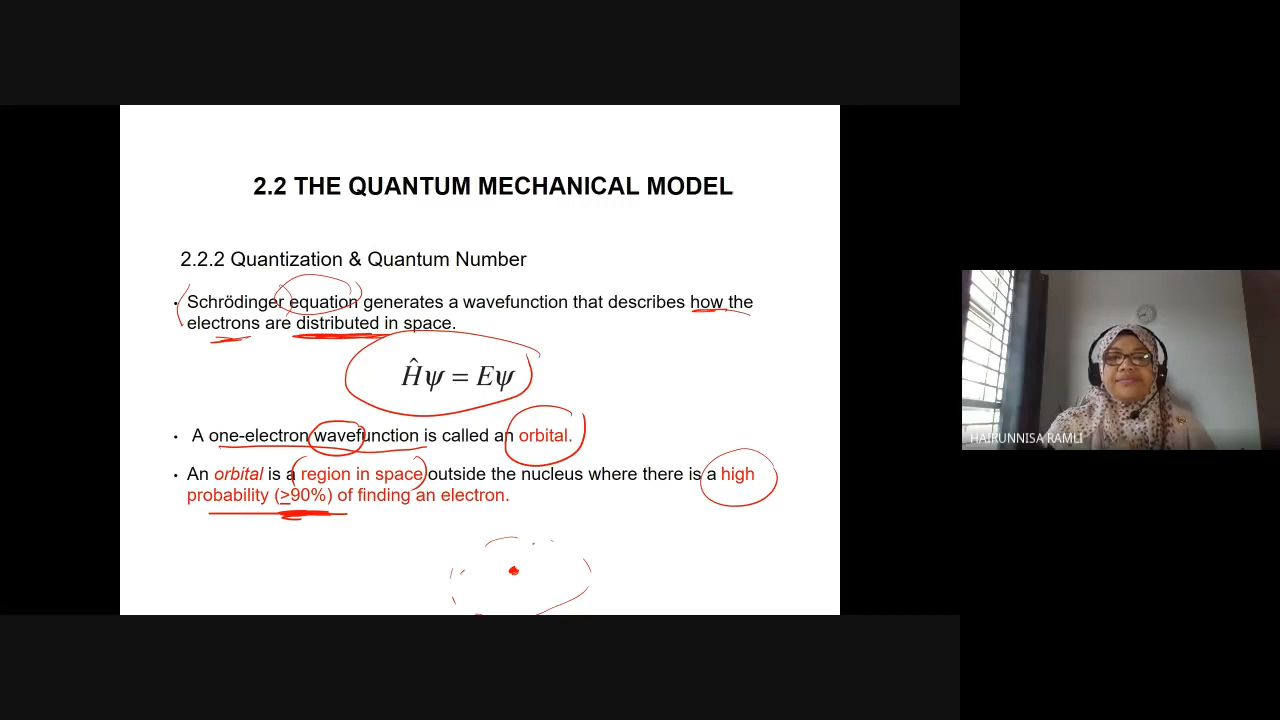 2.2 THE QUANTUM MECHANICAL MODEL
2.2.2 Quantization & Quantum Number
• Schrödinger equation generates a wavefunction that describes how the
electrons are distributed in space.
Ĥψ = Eψ
• A one-electron wavefunction is called an orbital.
• An orbital is a region in space outside the nucleus where there is a high
probability (≥90%) of finding an electron.
HAIRUNNISA RAMLI